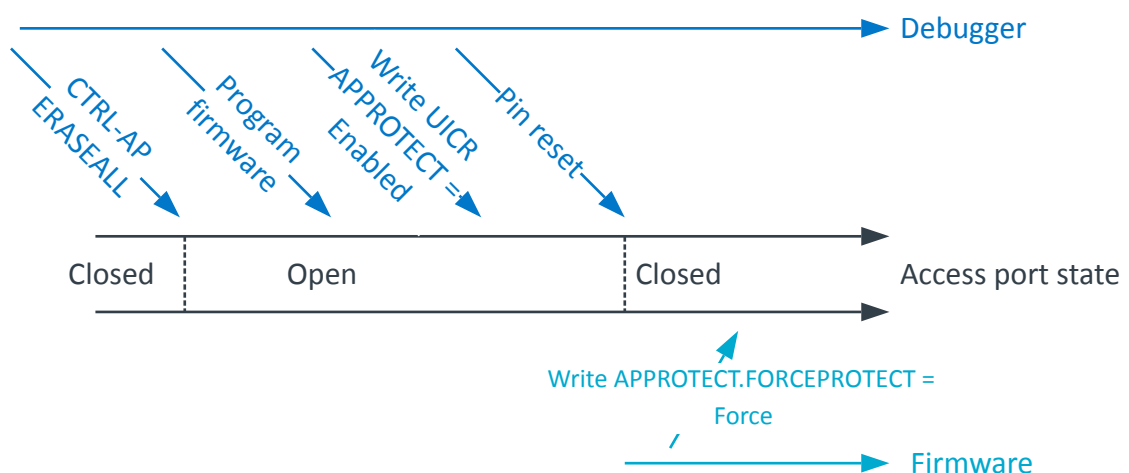 Debugger
CTRL-AP
ERASEALL
Program
firmware
Write UICR
APPROTECT =
Enabled
Pin reset
Closed
Open
Closed
Access port state
Write APPROTECT.FORCEPROTECT =
Force
Firmware